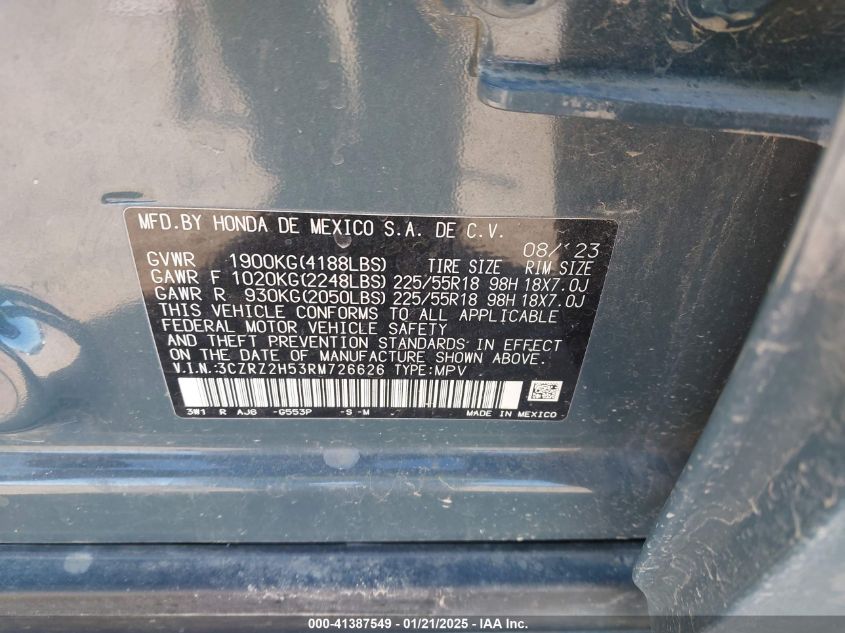 MFD.BY HONDA DE MEXICO S.A. DE C.V.
08/'23
GVWR 1900KG(4188LBS) TIRE SIZE RIM SIZE
GAWR F 1020KG(2248LBS) 225/55R18 98H 18X7.0J
GAWR R 930KG(2050LBS) 225/55R18 98H 18X7.0J
THIS VEHICLE CONFORMS TO ALL APPLICABLE
FEDERAL MOTOR VEHICLE SAFETY
AND THEFT PREVENTION STANDARDS IN EFFECT
ON THE DATE OF MANUFACTURE SHOWN ABOVE.
V.I.N.:3CZRZ2H53RM726626 TYPE:MPV
3W1 R AJ6 -G553P -S-M MADE IN MEXICO
000-41387549 / 01/21/2025 / IAA Inc.